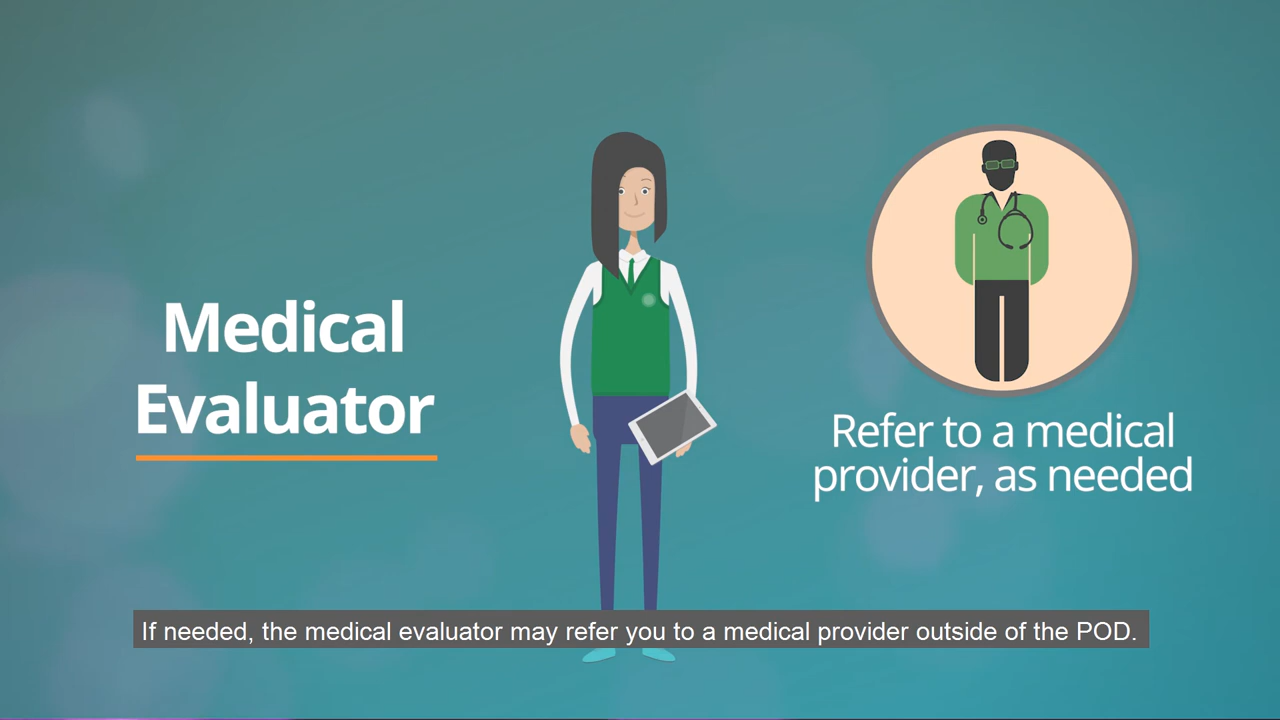 Medical
Evaluator
Refer to a medical
provider, as needed
If needed, the medical evaluator may refer you to a medical provider outside of the POD.